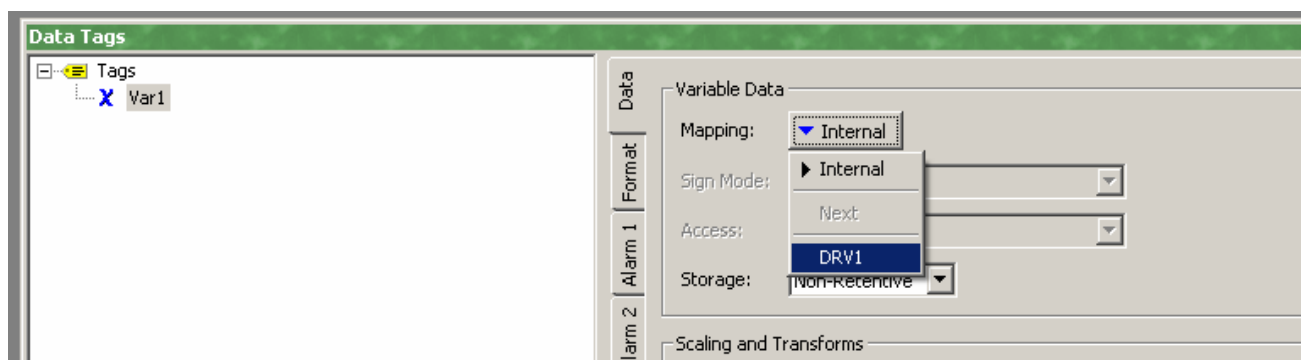 Data Tags
Tags
Var1
Data
Format
Alarm 1
Alarm 2
Variable Data
Mapping: Internal
Internal
Sign Mode:
Next
Access:
DRV1
Storage: Non-Retentive
Scaling and Transforms